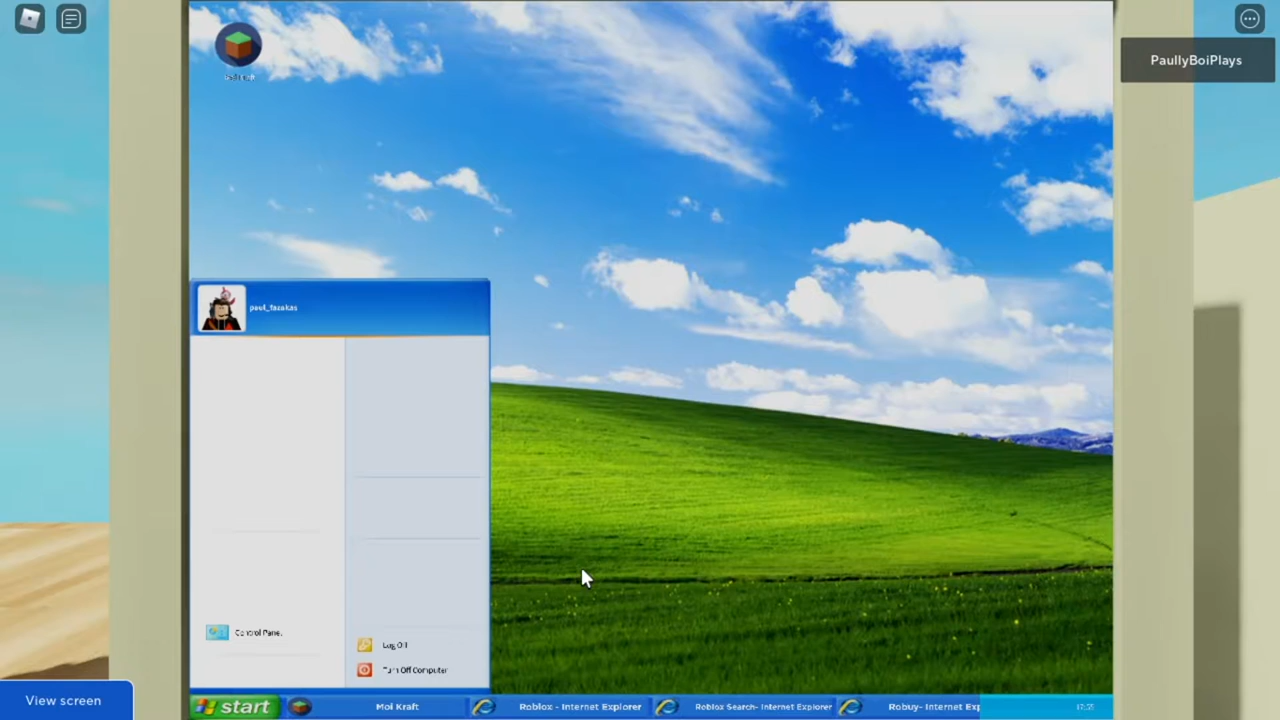 PaullyBoiPlays
paul_fazakas
Control Panel
Log Off
Turn Off Computer
View screen
start
Moi Kraft
Roblox - Internet Explorer
Roblox Search- Internet Explorer
Robuy- Internet Exp